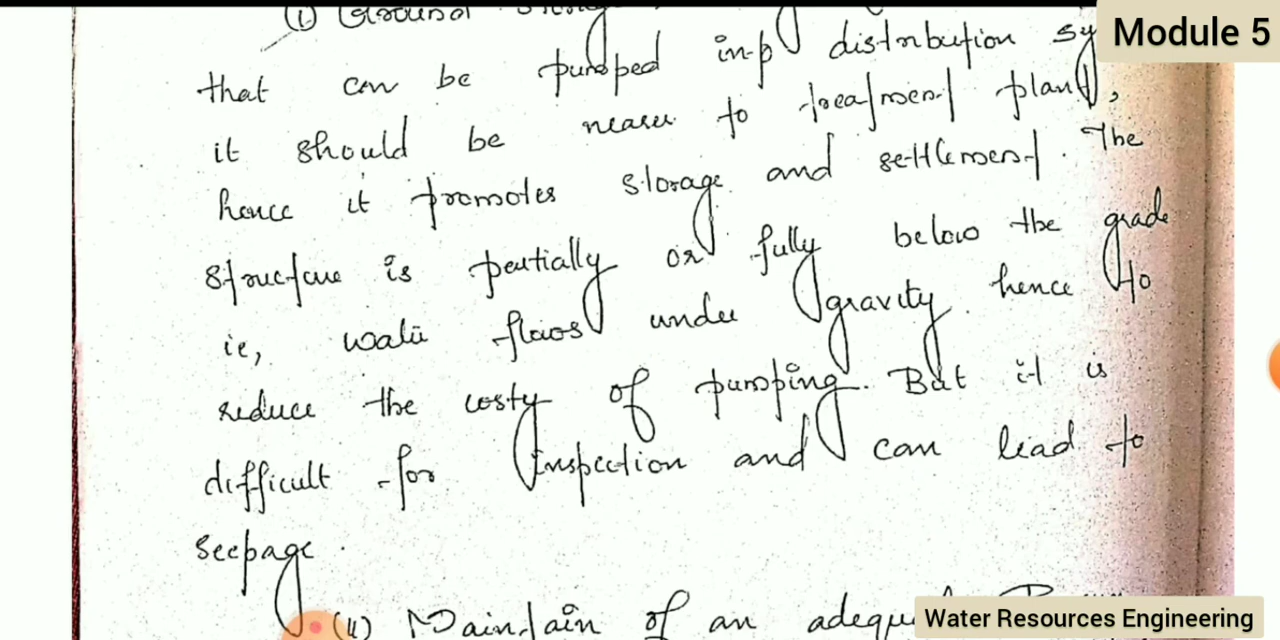 (i) Ground
Module 5
that can be pumped in distribution sy
it should be nearer to treatment plant,
hence it promotes storage and settlement. The
structure is partially or fully below the grade
ie, water flows under gravity hence to
reduce the costy of pumping. But it is
difficult for Inspection and can lead to
seepage.
(ii) Maintain of an adequ
Water Resources Engineering